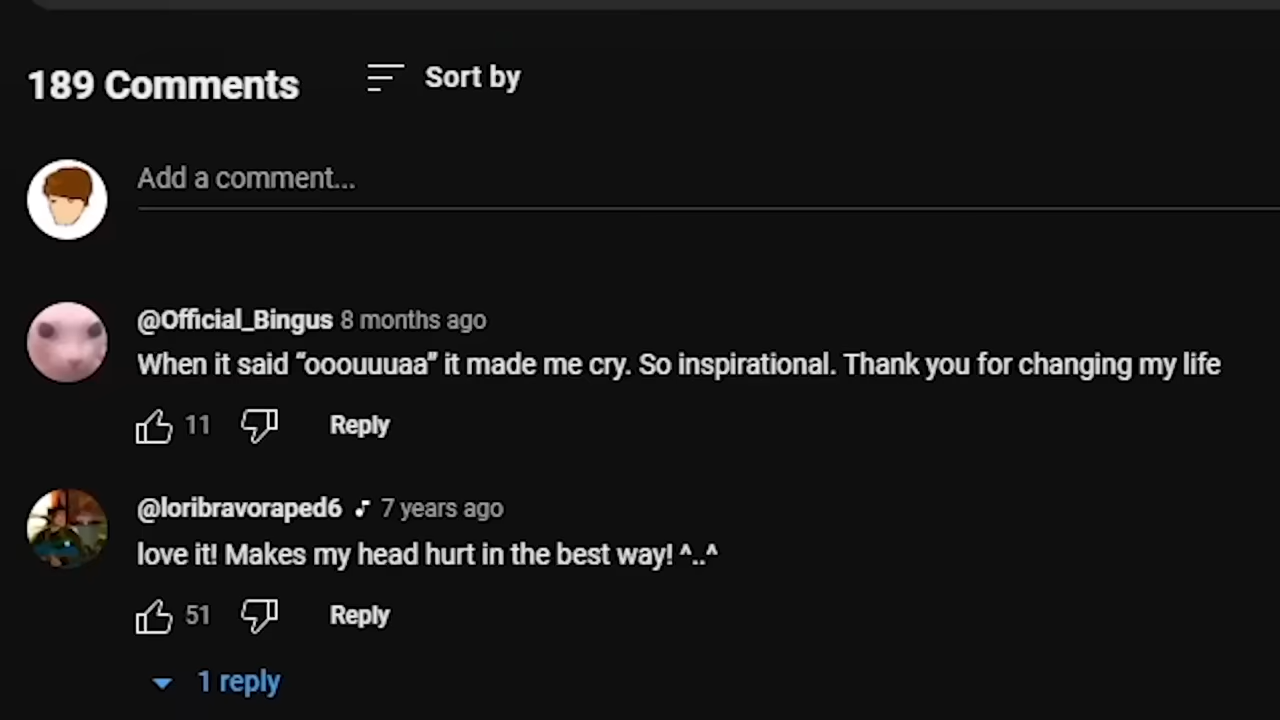 189 Comments
Sort by
Add a comment...
@Official_Bingus 8 months ago
When it said “ooouuuaa” it made me cry. So inspirational. Thank you for changing my life
11
Reply
@loribravoraped6 7 years ago
love it! Makes my head hurt in the best way! ^..^
51
Reply
1 reply